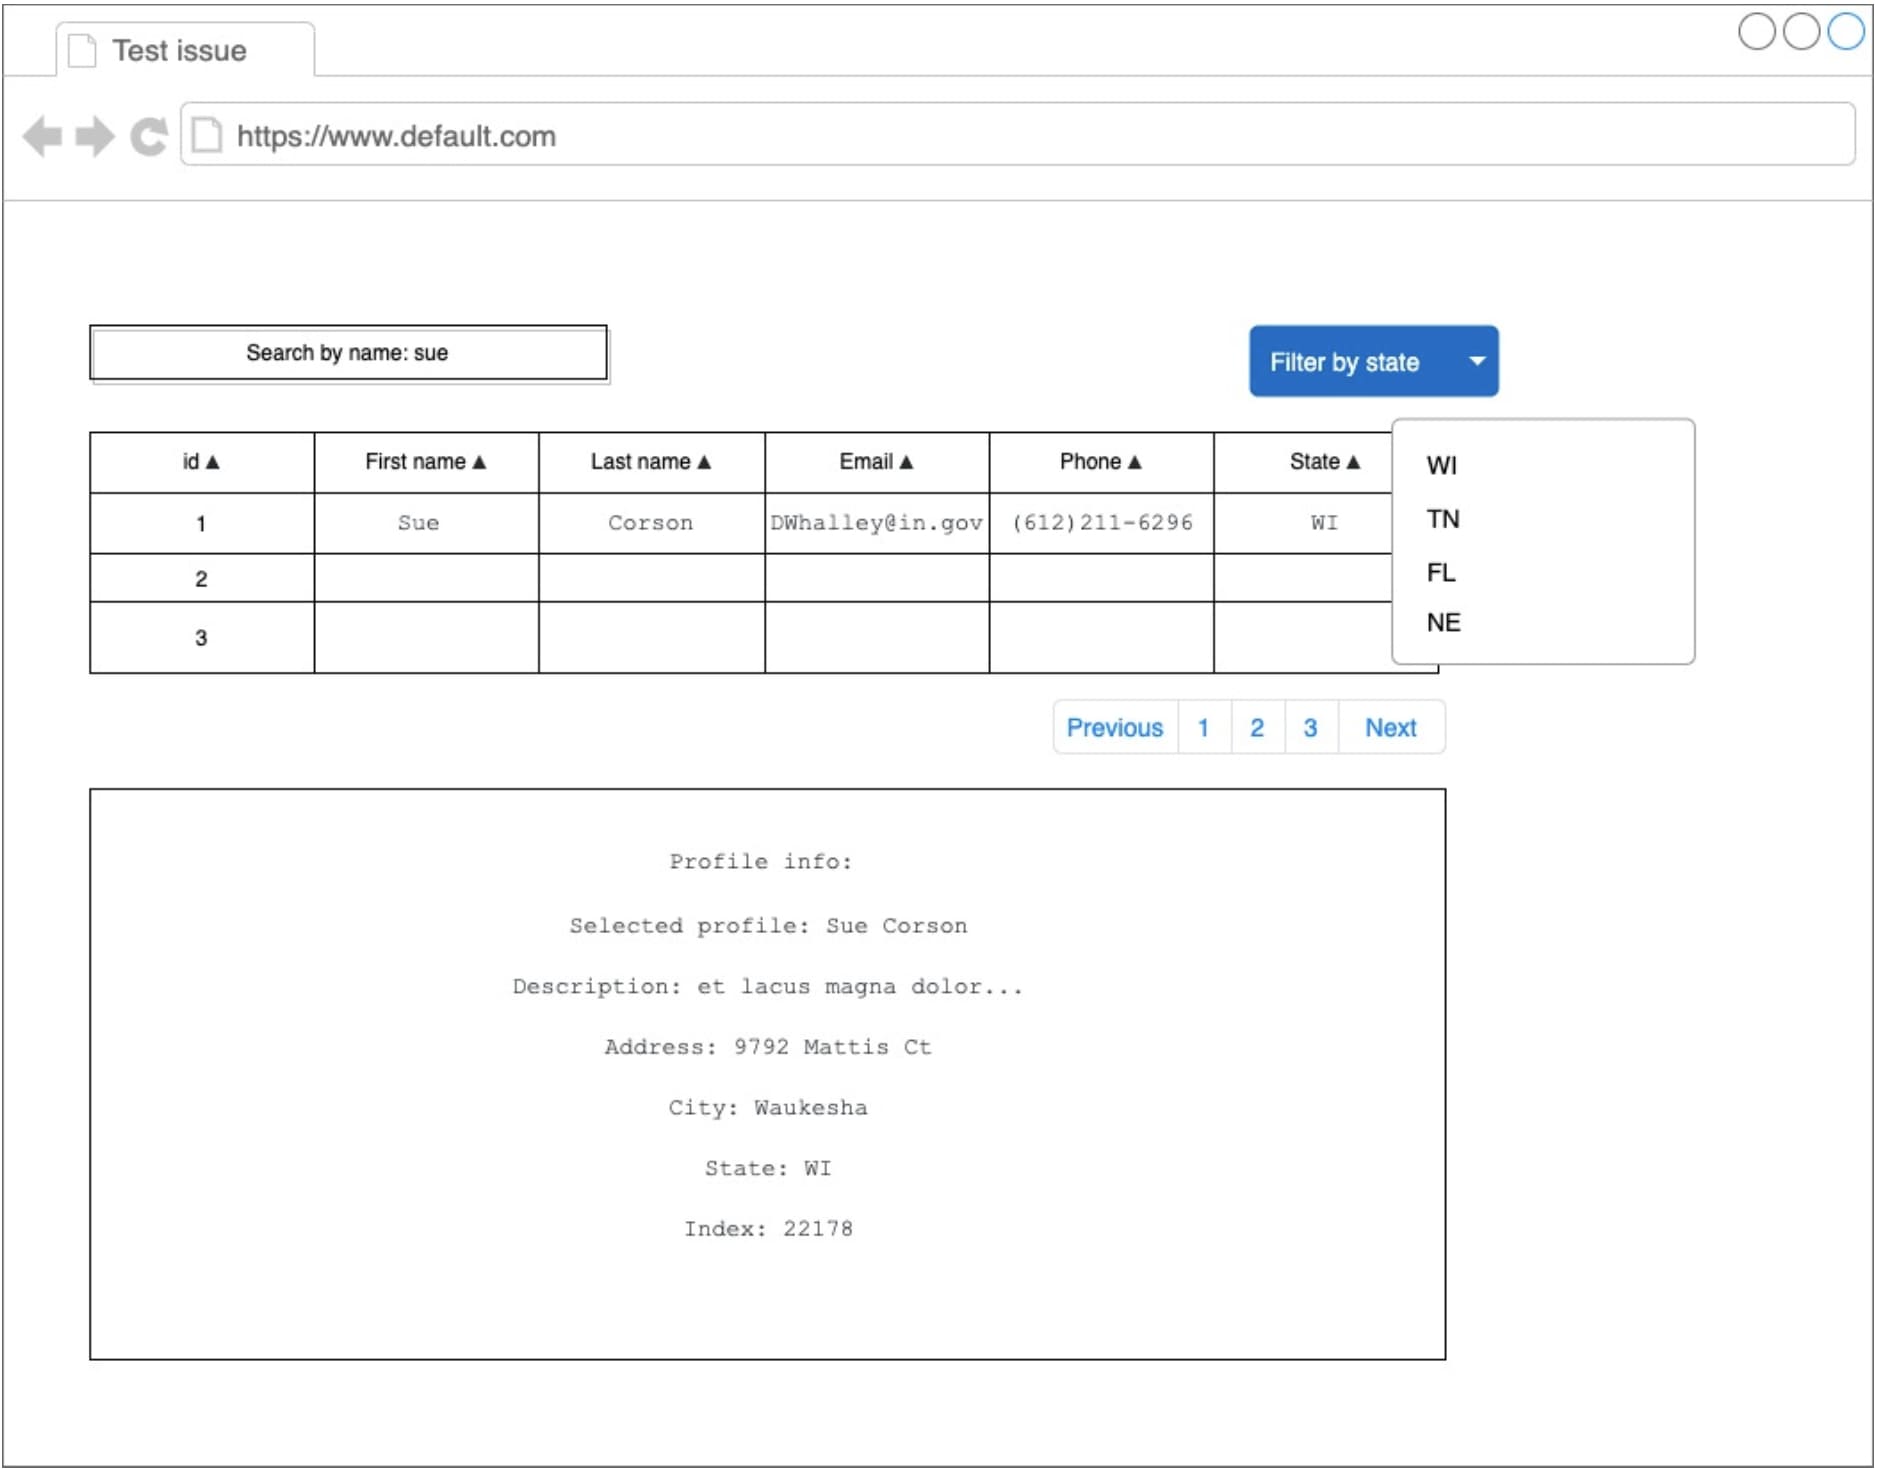 Test issue
https://www.default.com
Search by name: sue
Filter by state
id ▲ First name ▲ Last name ▲ Email ▲ Phone ▲ State ▲
1 Sue Corson DWhalley@in.gov (612)211-6296 WI
2
3
WI
TN
FL
NE
Previous 1 2 3 Next
Profile info:
Selected profile: Sue Corson
Description: et lacus magna dolor...
Address: 9792 Mattis Ct
City: Waukesha
State: WI
Index: 22178